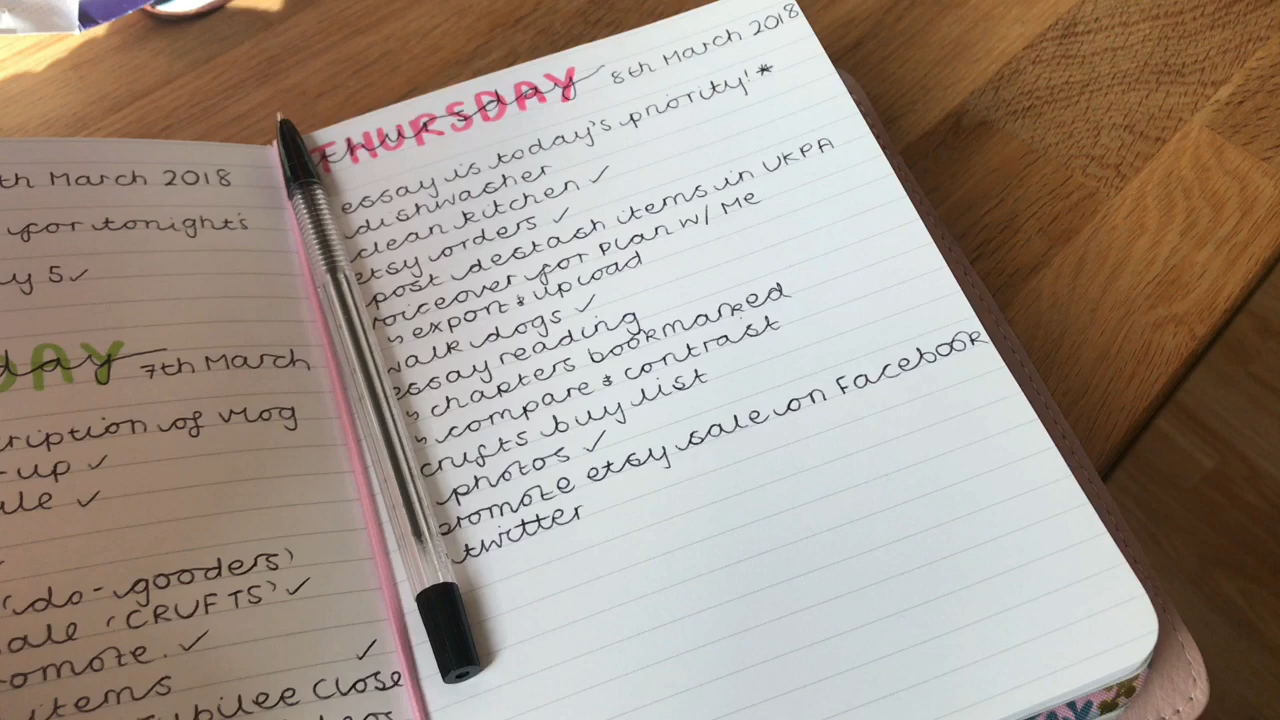 th March 2018
for tonight's
y 5 ✓
day 7th March
cription of vlog
-up ✓
ale ✓
(do-gooders)
ale 'CRUFTS' ✓
omote. ✓
items
✓
Jubilee Close
THURSDAY
thursday 8th March 2018
essay is today's priority! *
dishwasher
clean kitchen ✓
etsy orders ✓
post destash items in UKPA
voiceover for Plan w/ Me
↳ export & upload
walk dogs ✓
essay reading
↳ chapters bookmarked
↳ compare & contrast
crufts buy list
photos ✓
promote etsy sale on Facebook
twitter